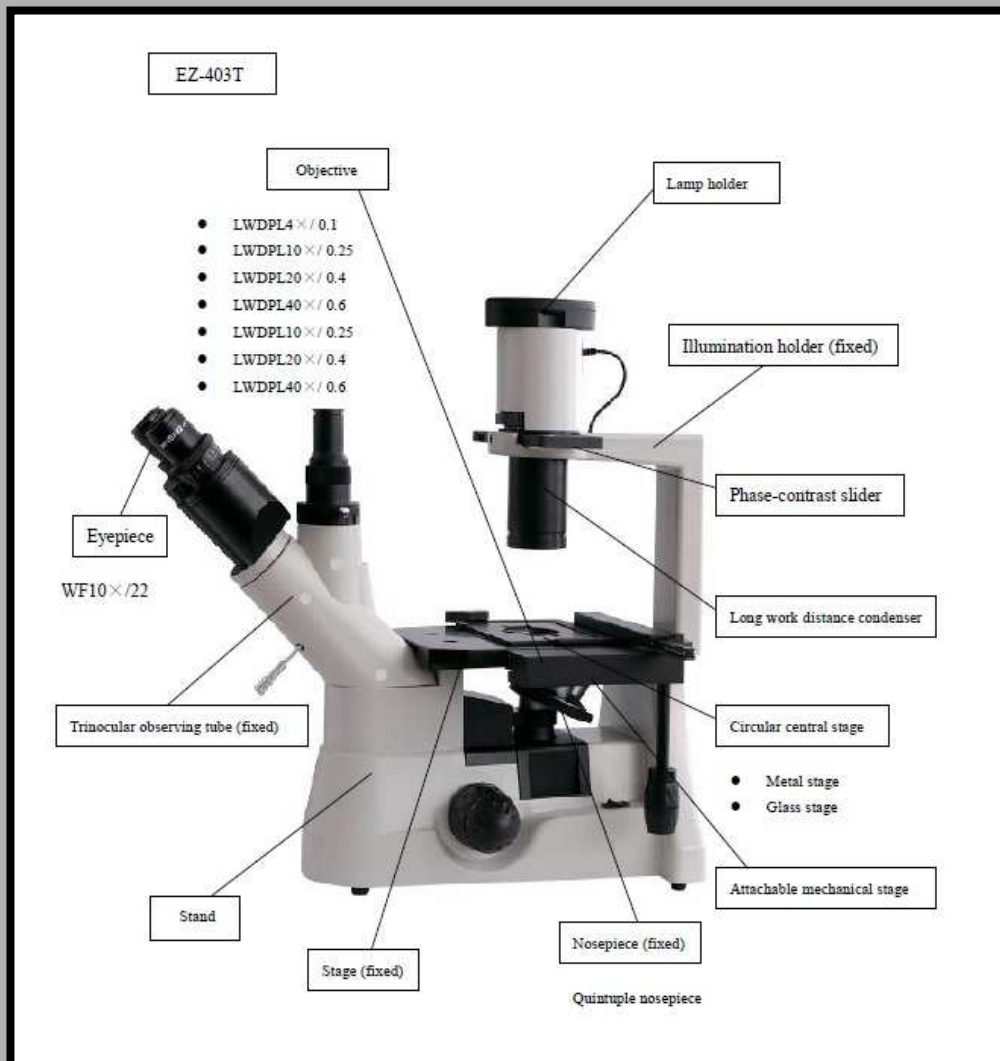 EZ-403T
Objective
Lamp holder
● LWDPL4×/ 0.1
● LWDPL10×/ 0.25
● LWDPL20×/ 0.4
● LWDPL40×/ 0.6
● LWDPL10×/ 0.25
● LWDPL20×/ 0.4
● LWDPL40×/ 0.6
Illumination holder (fixed)
Phase-contrast slider
Eyepiece
WF10×/22
Long work distance condenser
Trinocular observing tube (fixed)
Circular central stage
● Metal stage
● Glass stage
Attachable mechanical stage
Stand
Nosepiece (fixed)
Stage (fixed)
Quintuple nosepiece